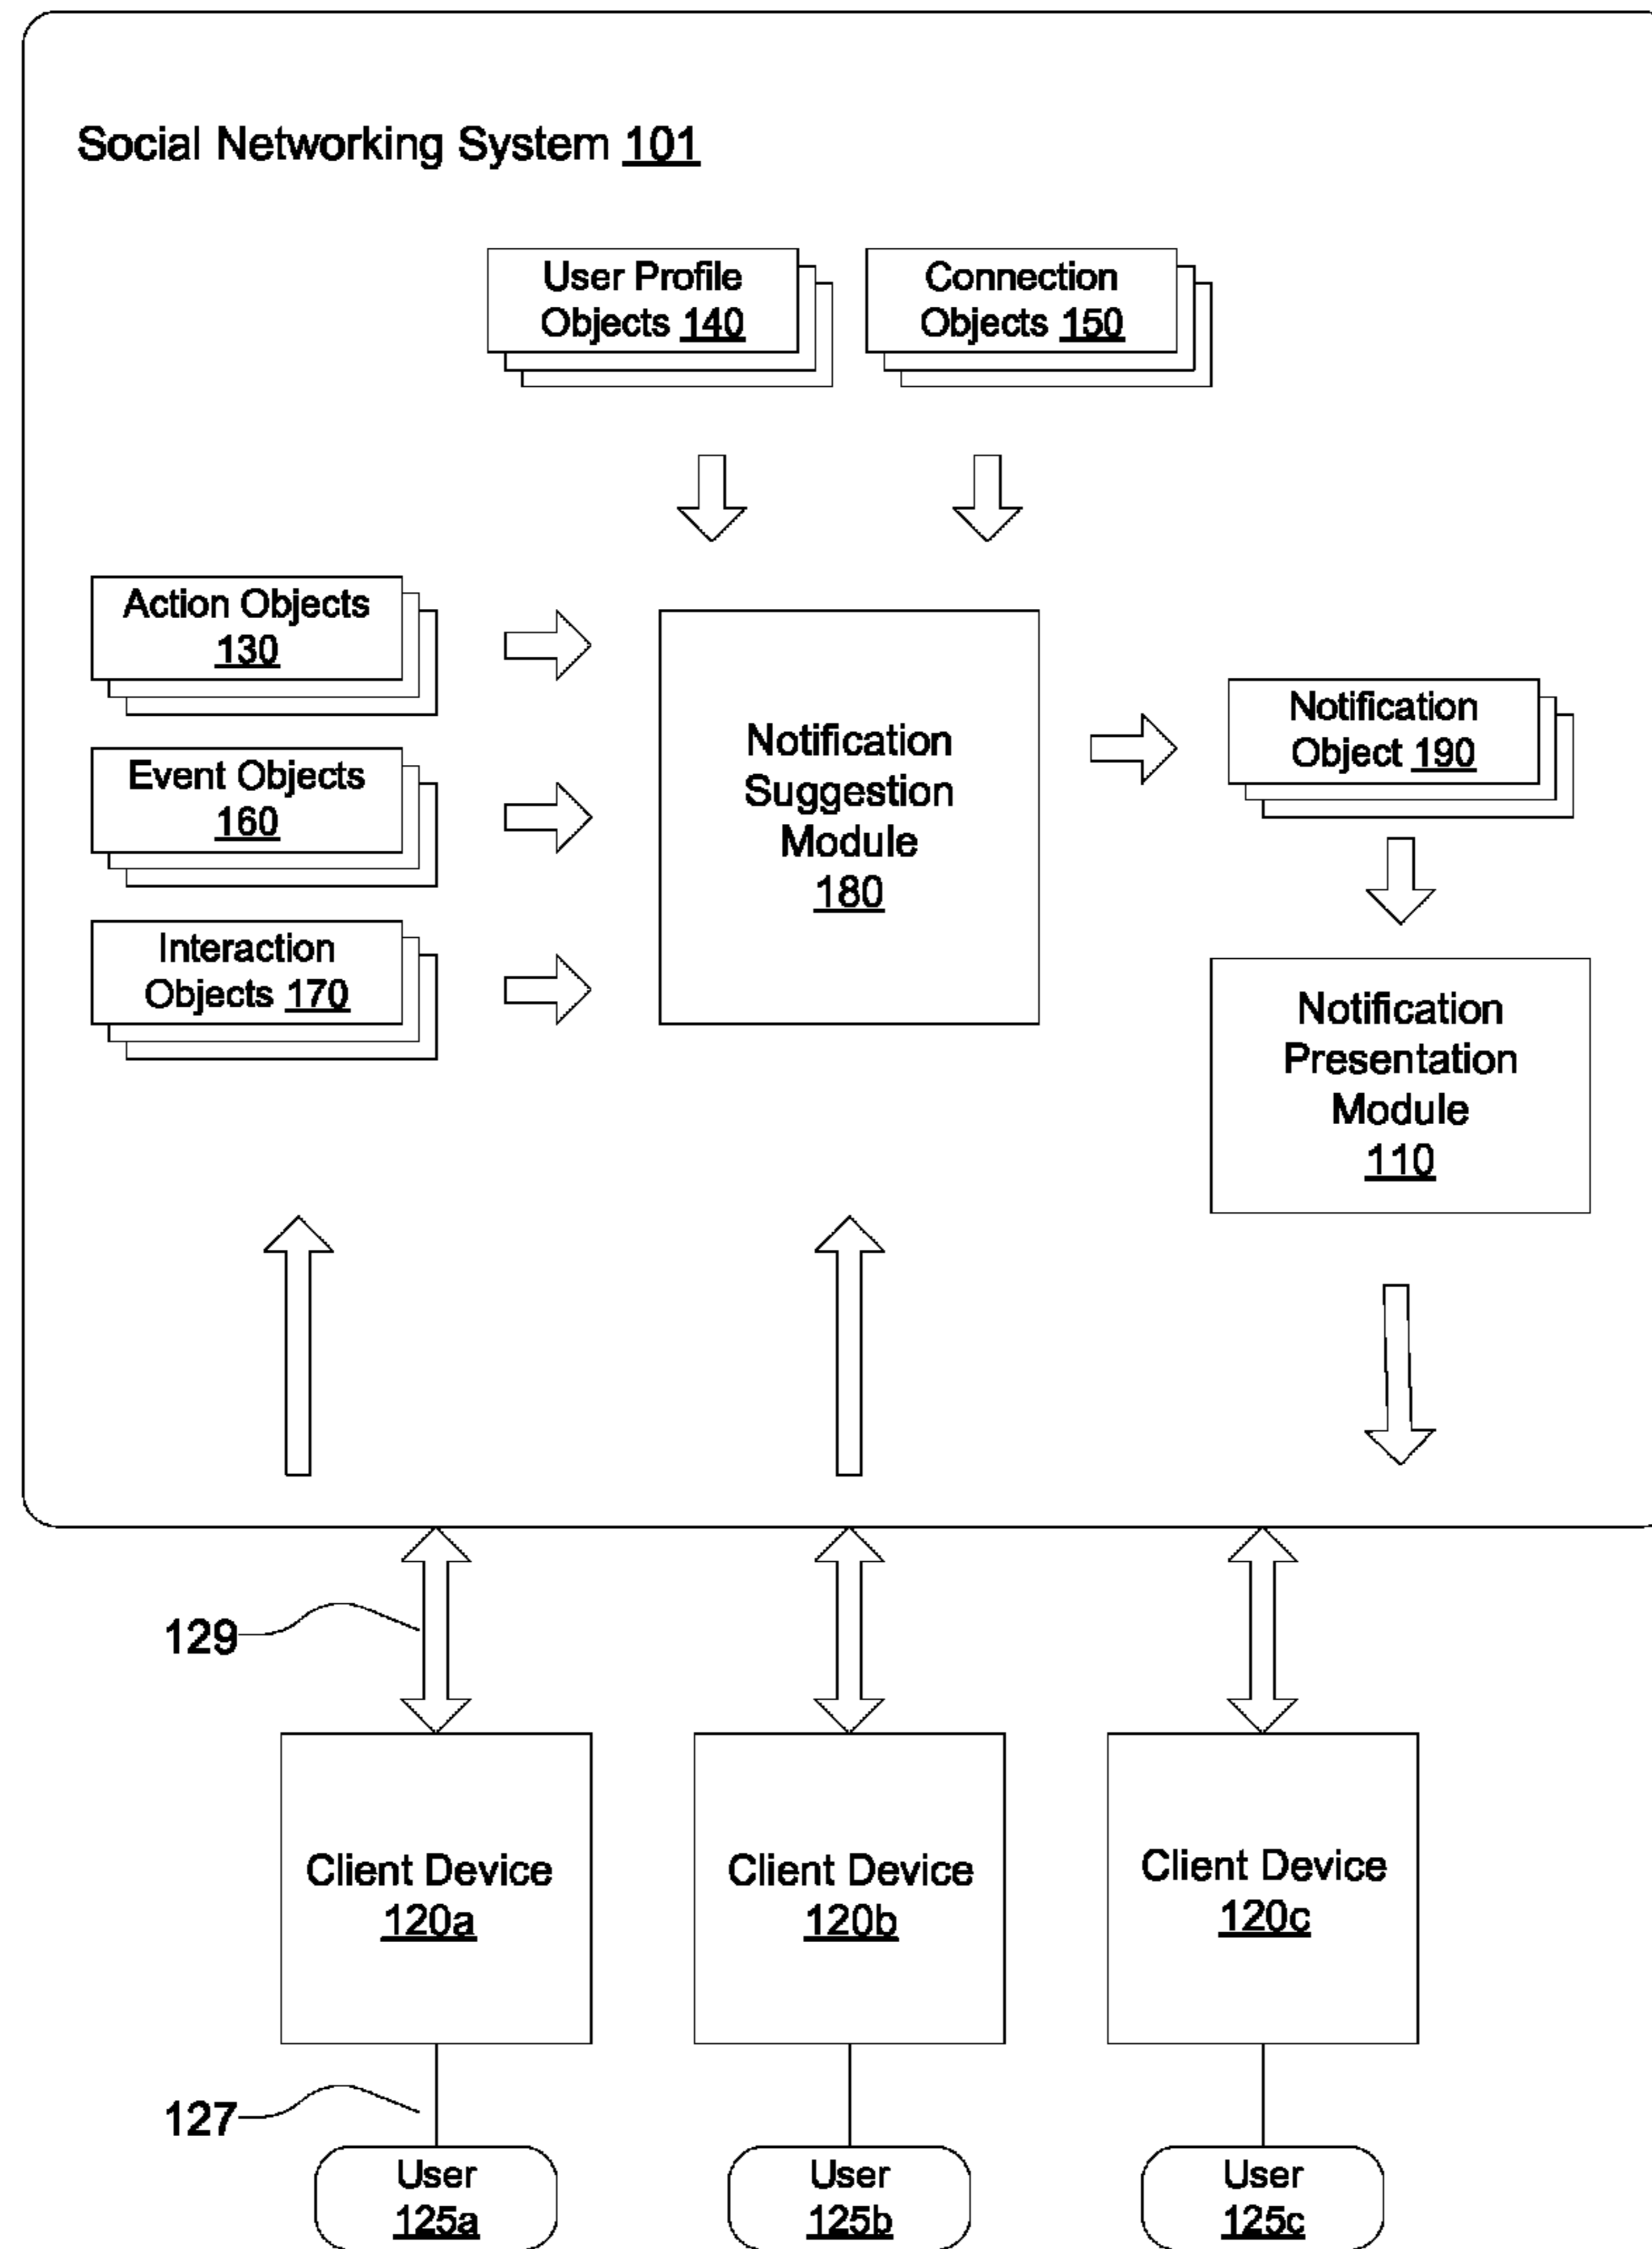 Social Networking System 101
User Profile
Objects 140
Connection
Objects 150
Action Objects
130
Event Objects
160
Interaction
Objects 170
Notification
Suggestion
Module
180
Notification
Object 190
Notification
Presentation
Module
110
129
Client Device
120a
Client Device
120b
Client Device
120c
127
User
125a
User
125b
User
125c